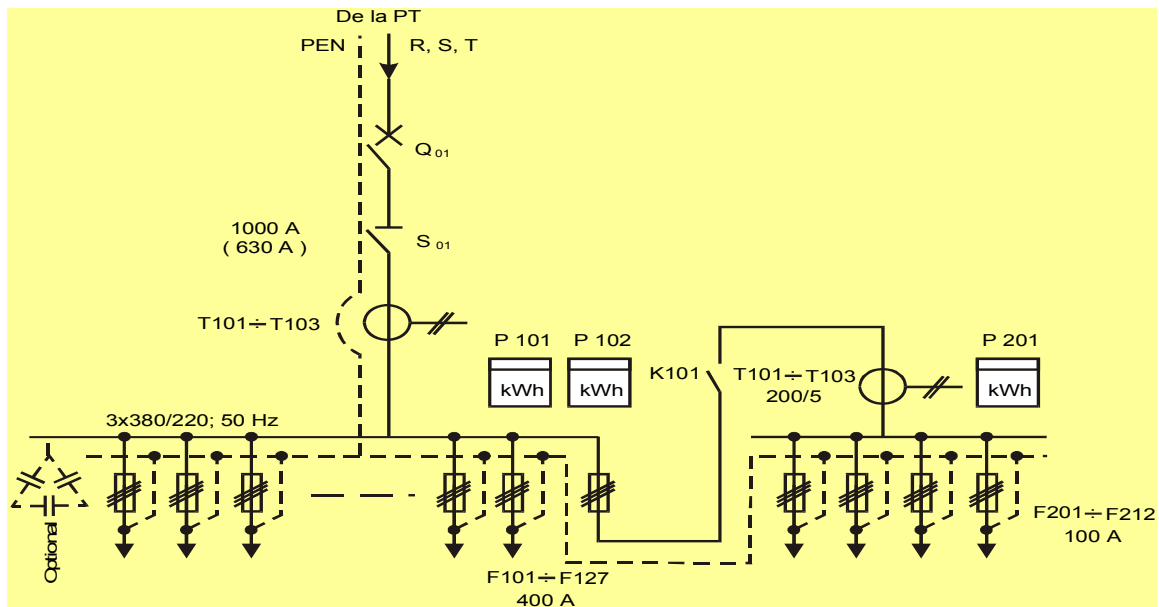 De la PT
PEN
R, S, T
Q 01
1000 A
( 630 A )
S 01
T101÷T103
P 101
P 102
kWh
kWh
K101
T101÷T103
200/5
P 201
kWh
3x380/220; 50 Hz
Optional
F201÷F212
100 A
F101÷F127
400 A